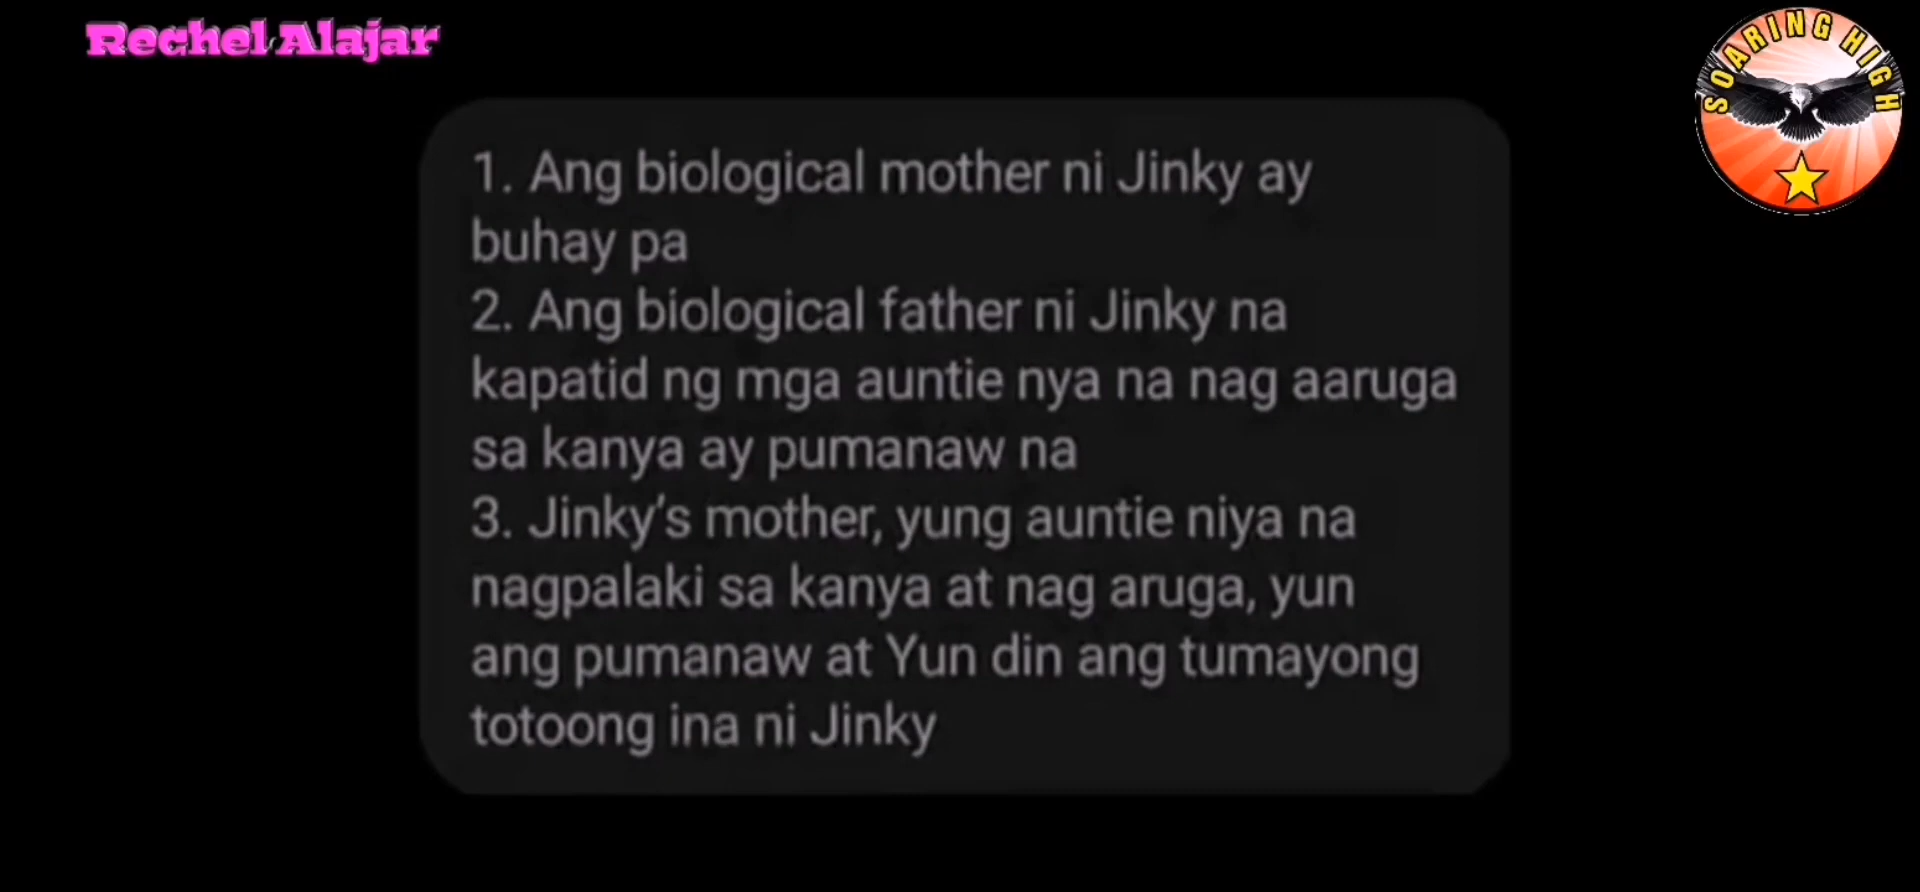 Rechel Alajar
SOARING HIGH
1. Ang biological mother ni Jinky ay
buhay pa
2. Ang biological father ni Jinky na
kapatid ng mga auntie nya na nag aaruga
sa kanya ay pumanaw na
3. Jinky's mother, yung auntie niya na
nagpalaki sa kanya at nag aruga, yun
ang pumanaw at Yun din ang tumayong
totoong ina ni Jinky